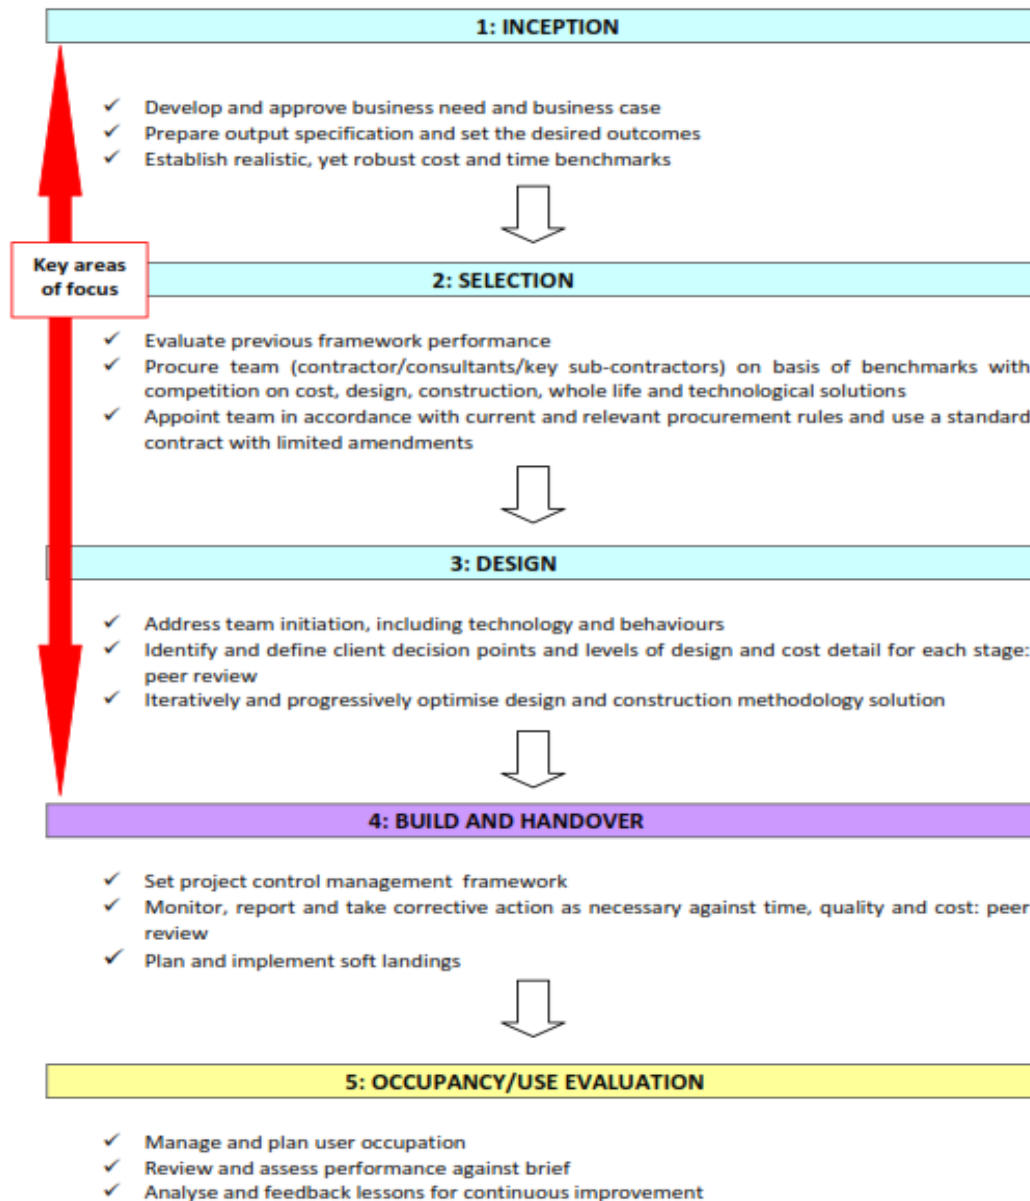 1: INCEPTION
✓ Develop and approve business need and business case
✓ Prepare output specification and set the desired outcomes
✓ Establish realistic, yet robust cost and time benchmarks
Key areas
of focus
2: SELECTION
✓ Evaluate previous framework performance
✓ Procure team (contractor/consultants/key sub-contractors) on basis of benchmarks with
competition on cost, design, construction, whole life and technological solutions
✓ Appoint team in accordance with current and relevant procurement rules and use a standard
contract with limited amendments
3: DESIGN
✓ Address team initiation, including technology and behaviours
✓ Identify and define client decision points and levels of design and cost detail for each stage:
peer review
✓ Iteratively and progressively optimise design and construction methodology solution
4: BUILD AND HANDOVER
✓ Set project control management framework
✓ Monitor, report and take corrective action as necessary against time, quality and cost: peer
review
✓ Plan and implement soft landings
5: OCCUPANCY/USE EVALUATION
✓ Manage and plan user occupation
✓ Review and assess performance against brief
✓ Analyse and feedback lessons for continuous improvement